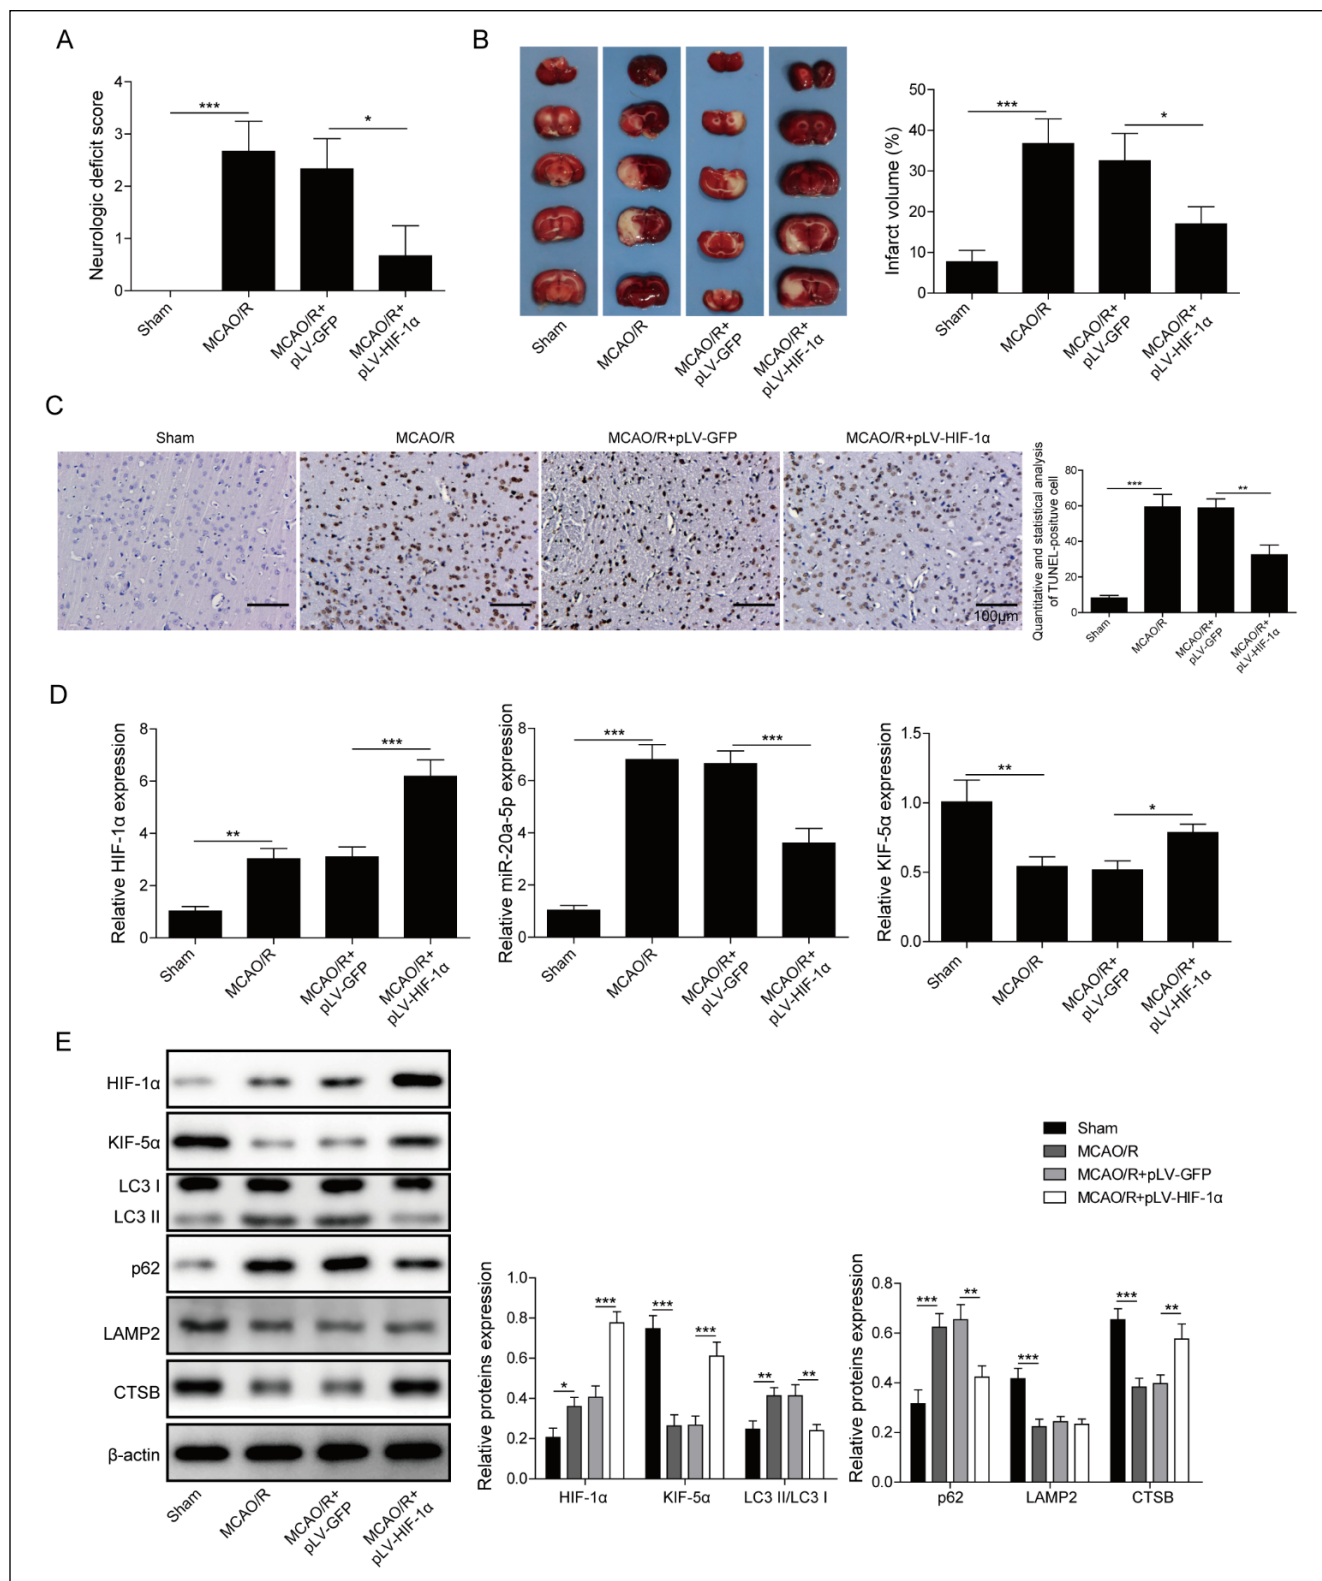 A
Neurologic deficit score
4
3
2
1
0
***
*
Sham
MCAO/R
MCAO/R+
pLV-GFP
MCAO/R+
pLV-HIF-1α
B
Sham
MCAO/R
MCAO/R+
pLV-GFP
MCAO/R+
pLV-HIF-1α
Infarct volume (%)
50
40
30
20
10
0
***
*
Sham
MCAO/R
MCAO/R+
pLV-GFP
MCAO/R+
pLV-HIF-1α
C
Sham
MCAO/R
MCAO/R+pLV-GFP
MCAO/R+pLV-HIF-1α
100μm
Quantitative and statistical analysis
of TUNEL-positive cell
80
60
40
20
0
***
**
Sham
MCAO/R
MCAO/R+
pLV-GFP
MCAO/R+
pLV-HIF-1α
D
Relative HIF-1α expression
8
6
4
2
0
**
***
Sham
MCAO/R
MCAO/R+
pLV-GFP
MCAO/R+
pLV-HIF-1α
Relative miR-20a-5p expression
8
6
4
2
0
***
***
Sham
MCAO/R
MCAO/R+
pLV-GFP
MCAO/R+
pLV-HIF-1α
Relative KIF-5α expression
1.5
1.0
0.5
0.0
**
*
Sham
MCAO/R
MCAO/R+
pLV-GFP
MCAO/R+
pLV-HIF-1α
E
HIF-1α
KIF-5α
LC3 I
LC3 II
p62
LAMP2
CTSB
β-actin
Sham
MCAO/R
MCAO/R+
pLV-GFP
MCAO/R+
pLV-HIF-1α
Sham
MCAO/R
MCAO/R+pLV-GFP
MCAO/R+pLV-HIF-1α
Relative proteins expression
1.0
0.8
0.6
0.4
0.2
0.0
*
***
***
***
**
**
HIF-1α
KIF-5α
LC3 II/LC3 I
Relative proteins expression
0.8
0.6
0.4
0.2
0.0
***
**
***
***
**
p62
LAMP2
CTSB